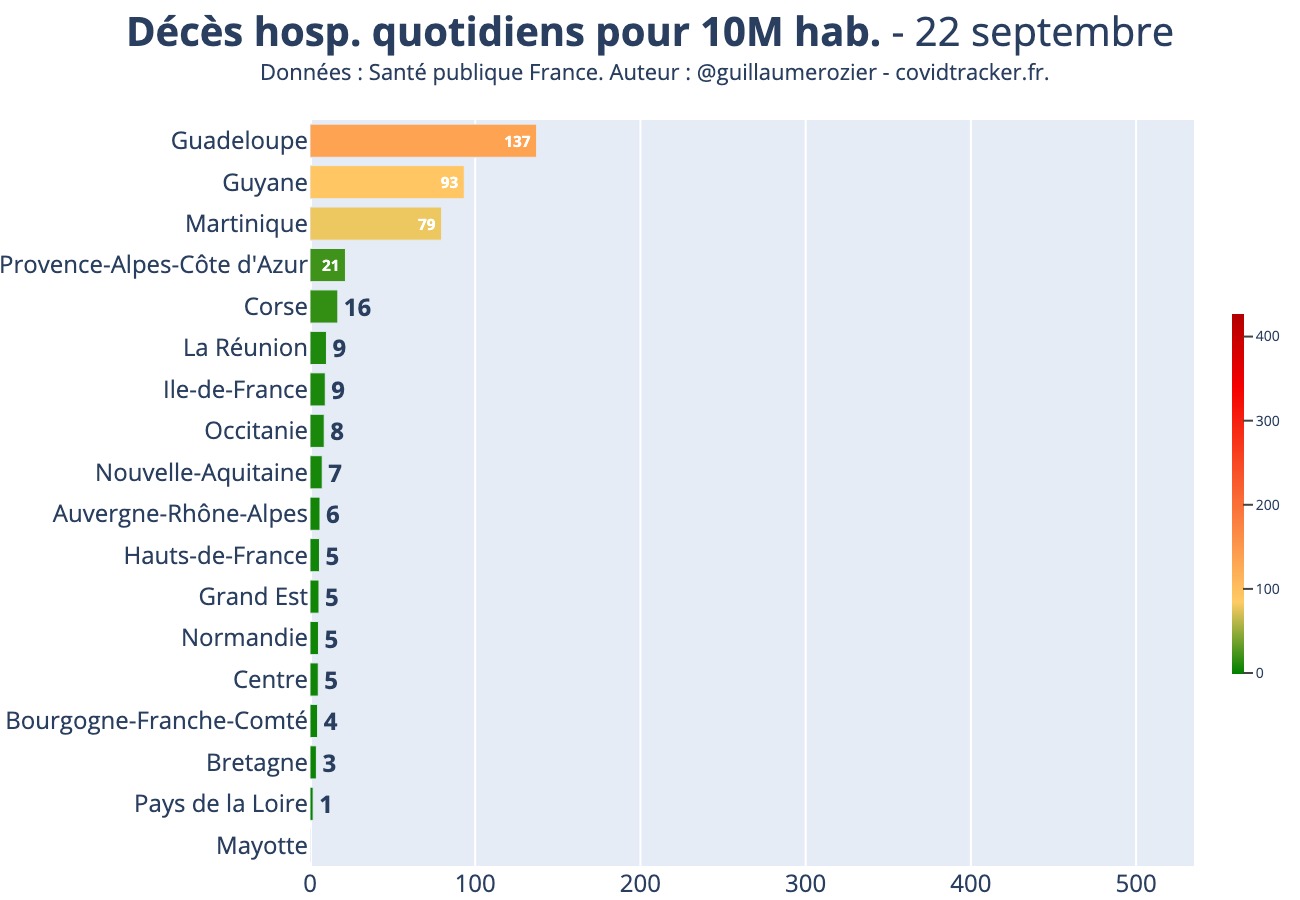 Décès hosp. quotidiens pour 10M hab. - 22 septembre
Données : Santé publique France. Auteur : @guillaumerozier - covidtracker.fr.
Guadeloupe 137
Guyane 93
Martinique 79
Provence-Alpes-Côte d'Azur 21
Corse 16
La Réunion 9
Ile-de-France 9
Occitanie 8
Nouvelle-Aquitaine 7
Auvergne-Rhône-Alpes 6
Hauts-de-France 5
Grand Est 5
Normandie 5
Centre 5
Bourgogne-Franche-Comté 4
Bretagne 3
Pays de la Loire 1
Mayotte
0 100 200 300 400 500
400
300
200
100
0